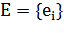 E = {eᵢ}